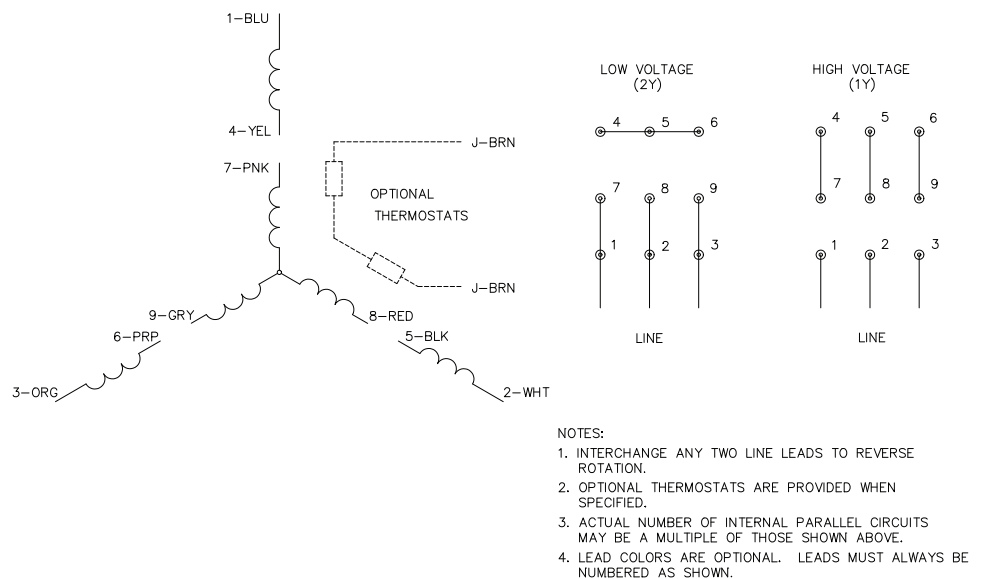 1-BLU
4-YEL
7-PNK
J-BRN
OPTIONAL
THERMOSTATS
J-BRN
9-GRY
8-RED
6-PRP
5-BLK
3-ORG
2-WHT
LOW VOLTAGE
(2Y)
4 5 6
7 8 9
1 2 3
LINE
HIGH VOLTAGE
(1Y)
4 5 6
7 8 9
1 2 3
LINE
NOTES:
1. INTERCHANGE ANY TWO LINE LEADS TO REVERSE
ROTATION.
2. OPTIONAL THERMOSTATS ARE PROVIDED WHEN
SPECIFIED.
3. ACTUAL NUMBER OF INTERNAL PARALLEL CIRCUITS
MAY BE A MULTIPLE OF THOSE SHOWN ABOVE.
4. LEAD COLORS ARE OPTIONAL. LEADS MUST ALWAYS BE
NUMBERED AS SHOWN.